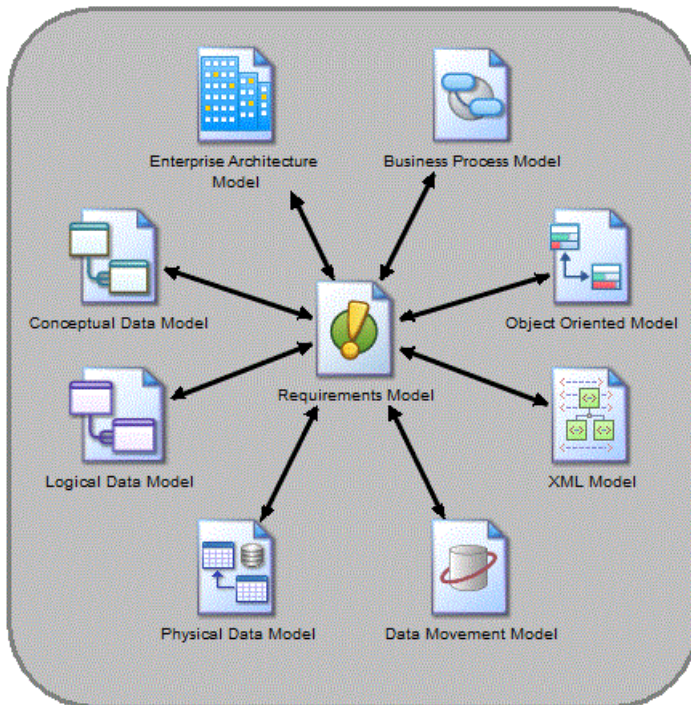 Enterprise Architecture
Model
Business Process Model
Conceptual Data Model
Object Oriented Model
Requirements Model
Logical Data Model
XML Model
Physical Data Model
Data Movement Model